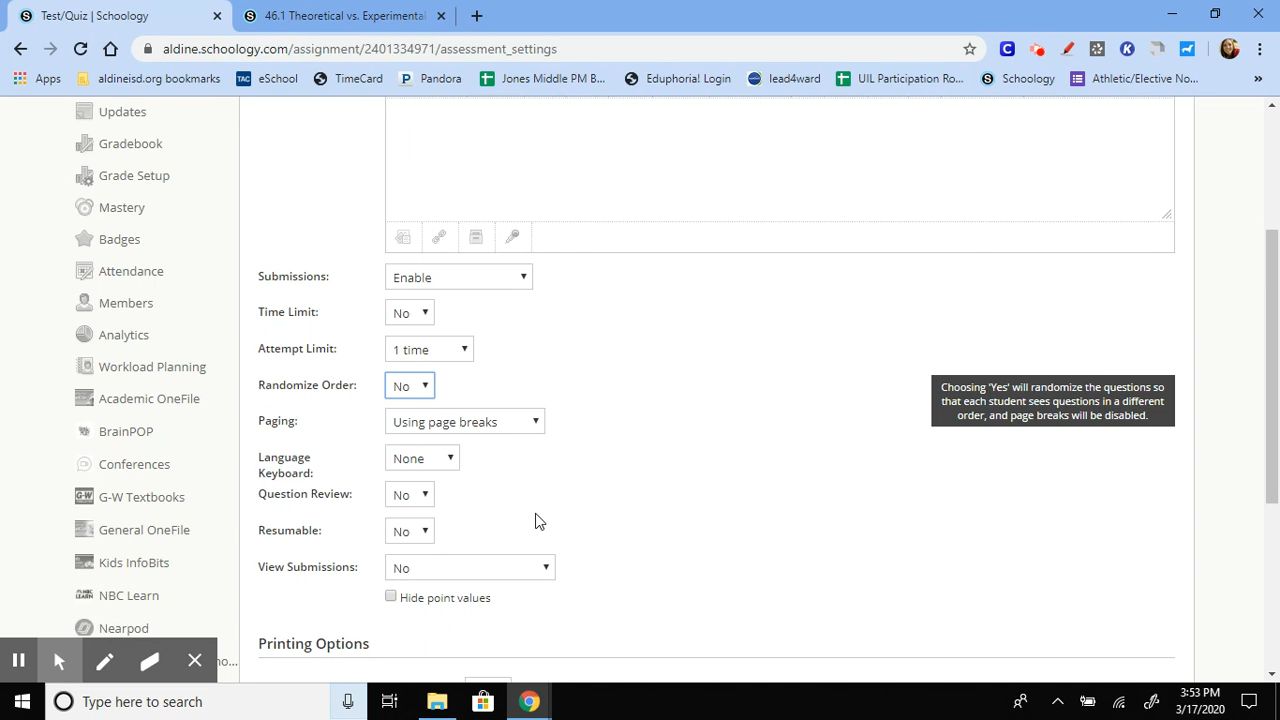 Test/Quiz | Schoology
46.1 Theoretical vs. Experimental
aldine.schoology.com/assignment/2401334971/assessment_settings
Apps
aldineisd.org bookmarks
TAC
eSchool
TimeCard
Pandora
Jones Middle PM B...
Eduphoria! Login
lead4ward
UIL Participation Ro...
Schoology
Athletic/Elective No...
»
Updates
Gradebook
Grade Setup
Mastery
Badges
Attendance
Members
Analytics
Workload Planning
Academic OneFile
BrainPOP
Conferences
G-W Textbooks
General OneFile
Kids InfoBits
NBC Learn
Nearpod
ho...
Submissions: Enable
Time Limit: No
Attempt Limit: 1 time
Randomize Order: No
Choosing 'Yes' will randomize the questions so
that each student sees questions in a different
order, and page breaks will be disabled.
Paging: Using page breaks
Language
Keyboard: None
Question Review: No
Resumable: No
View Submissions: No
Hide point values
Printing Options
Type here to search
3:53 PM
3/17/2020